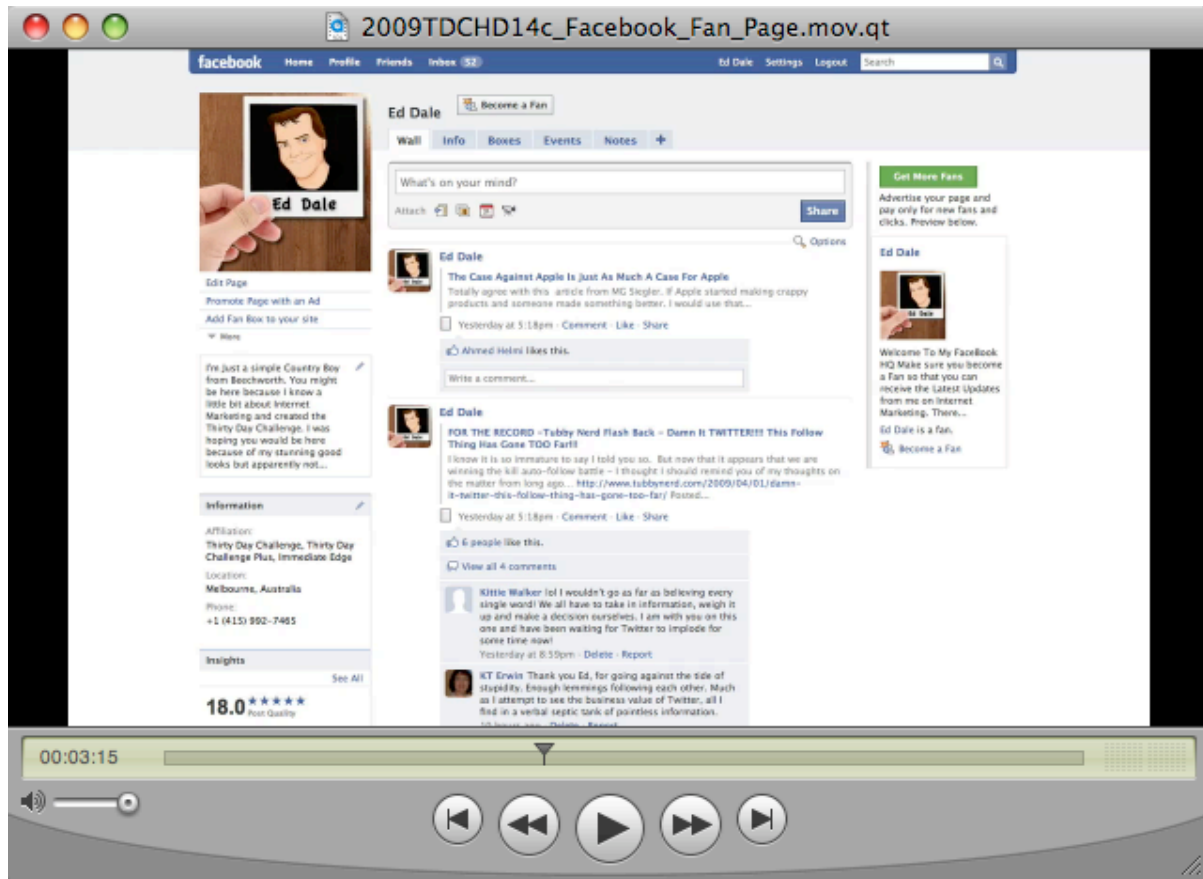 2009TDCHD14c_Facebook_Fan_Page.mov.qt
facebook Home Profile Friends Inbox 52 Ed Dale Settings Logout Search
Ed Dale
Ed Dale Become a Fan
Wall Info Boxes Events Notes +
What's on your mind?
Attach Share
Options
Edit Page
Promote Page with an Ad
Add Fan Box to your site
More
I'm just a simple Country Boy
from Beechworth. You might
be here because I know a
little bit about Internet
Marketing and created the
Thirty Day Challenge. I was
hoping you would be here
because of my stunning good
looks but apparently not...
Information
Affiliation:
Thirty Day Challenge, Thirty Day
Challenge Plus, Immediate Edge
Location:
Melbourne, Australia
Phone:
+1 (415) 992-7465
Insights
See All
18.0 Post Quality
Ed Dale
The Case Against Apple Is Just As Much A Case For Apple
Totally agree with this article from MG Siegler. If Apple started making crappy
products and someone made something better. I would use that...
Yesterday at 5:18pm · Comment · Like · Share
Ahmed Helmi likes this.
Write a comment...
Ed Dale
FOR THE RECORD –Tubby Nerd Flash Back – Damn It TWITTER!!! This Follow
Thing Has Gone TOO Far!!!
I know it is so immature to say I told you so. But now that it appears that we are
winning the kill auto-follow battle – I thought I should remind you of my thoughts on
the matter from long ago... http://www.tubbynerd.com/2009/04/01/damn-
it-twitter-this-follow-thing-has-gone-too-far/ Posted...
Yesterday at 5:18pm · Comment · Like · Share
6 people like this.
View all 4 comments
Kittie Walker lol I wouldn't go as far as believing every
single word! We all have to take in information, weigh it
up and make a decision ourselves. I am with you on this
one and have been waiting for Twitter to implode for
some time now!
Yesterday at 8:59pm · Delete · Report
KT Erwin Thank you Ed, for going against the tide of
stupidity. Enough lemmings following each other. Much
as I attempt to see the business value of Twitter, all I
find in a verbal septic tank of pointless information.
10 hours ago · Delete · Report
Get More Fans
Advertise your page and
pay only for new fans and
clicks. Preview below.
Ed Dale
Ed Dale
Welcome To My FaceBook
HQ Make sure you become
a Fan so that you can
receive the Latest Updates
from me on Internet
Marketing. There...
Ed Dale is a fan.
Become a Fan
00:03:15